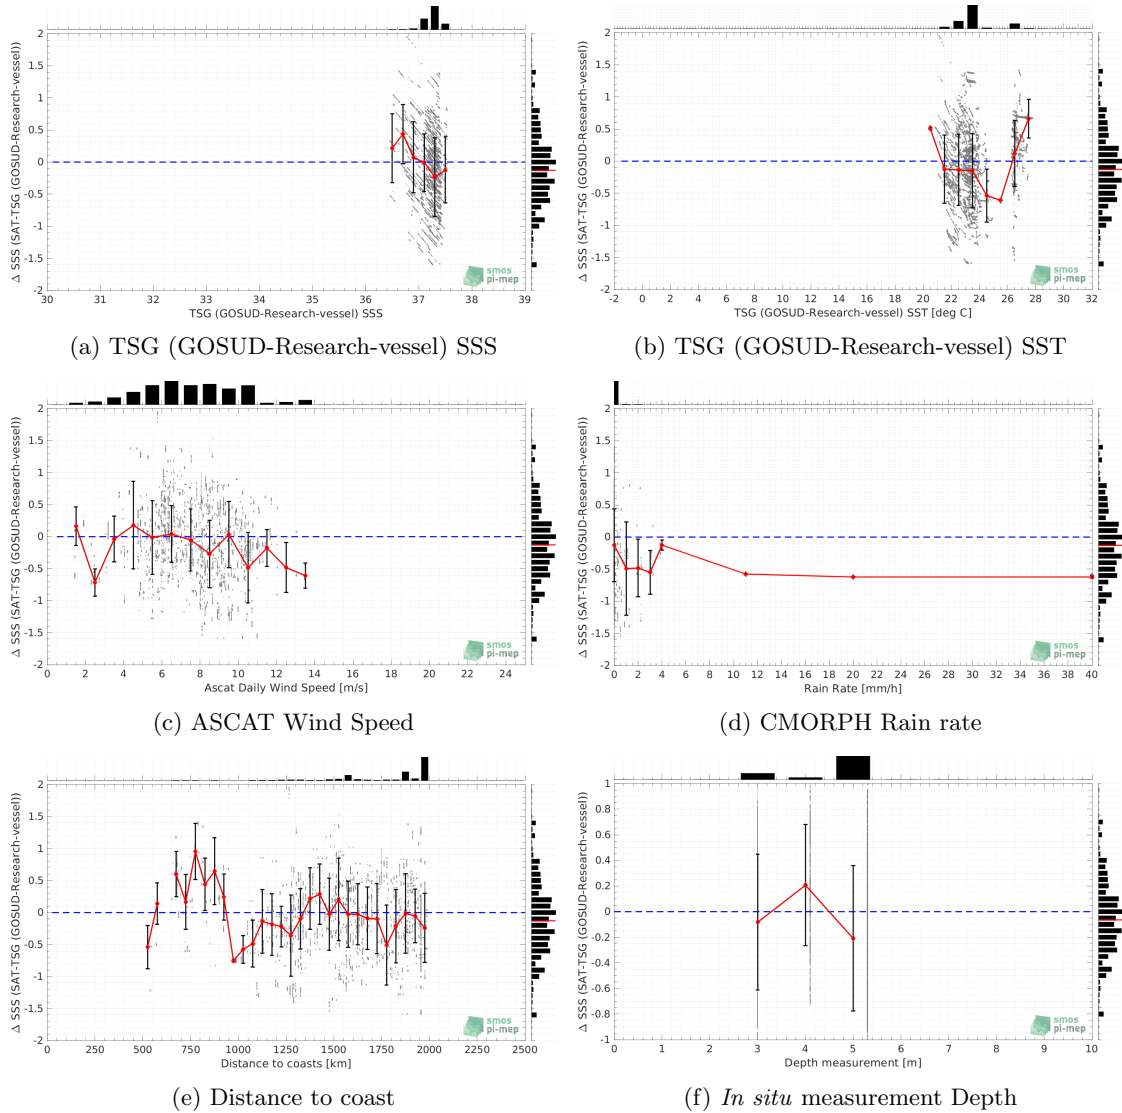 2
1.5
1
0.5
0
-0.5
-1
-1.5
-2
Δ SSS (SAT-TSG (GOSUD-Research-vessel))
30 31 32 33 34 35 36 37 38 39
TSG (GOSUD-Research-vessel) SSS
smos
pi-mep
(a) TSG (GOSUD-Research-vessel) SSS
2
1.5
1
0.5
0
-0.5
-1
-1.5
-2
Δ SSS (SAT-TSG (GOSUD-Research-vessel))
-2 0 2 4 6 8 10 12 14 16 18 20 22 24 26 28 30 32
TSG (GOSUD-Research-vessel) SST [deg C]
smos
pi-mep
(b) TSG (GOSUD-Research-vessel) SST
2
1.5
1
0.5
0
-0.5
-1
-1.5
-2
Δ SSS (SAT-TSG (GOSUD-Research-vessel))
0 2 4 6 8 10 12 14 16 18 20 22 24
Ascat Daily Wind Speed [m/s]
smos
pi-mep
(c) ASCAT Wind Speed
2
1.5
1
0.5
0
-0.5
-1
-1.5
-2
Δ SSS (SAT-TSG (GOSUD-Research-vessel))
0 2 4 6 8 10 12 14 16 18 20 22 24 26 28 30 32 34 36 38 40
Rain Rate [mm/h]
smos
pi-mep
(d) CMORPH Rain rate
2
1.5
1
0.5
0
-0.5
-1
-1.5
-2
Δ SSS (SAT-TSG (GOSUD-Research-vessel))
0 250 500 750 1000 1250 1500 1750 2000 2250 2500
Distance to coasts [km]
smos
pi-mep
(e) Distance to coast
1
0.8
0.6
0.4
0.2
0
-0.2
-0.4
-0.6
-0.8
-1
Δ SSS (SAT-TSG (GOSUD-Research-vessel))
0 1 2 3 4 5 6 7 8 9 10
Depth measurement [m]
smos
pi-mep
(f) In situ measurement Depth